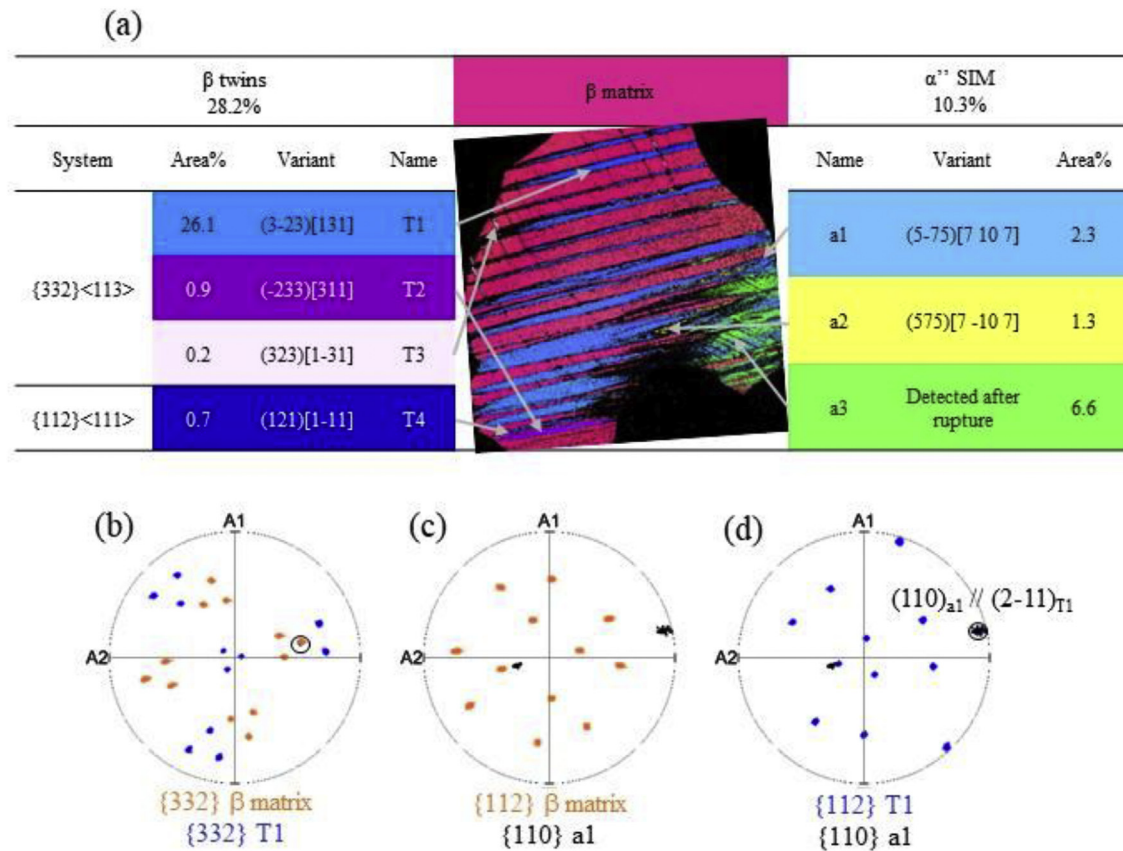 (a)
β twins
28.2%
β matrix
α’’ SIM
10.3%
System Area% Variant Name
Name Variant Area%
{332}<113>
26.1 (3-23)[131] T1
0.9 (-233)[311] T2
0.2 (323)[1-31] T3
{112}<111>
0.7 (121)[1-11] T4
a1 (5-75)[7 10 7] 2.3
a2 (575)[7 -10 7] 1.3
a3 Detected after
rupture 6.6
(b)
A1
A2
{332} β matrix
{332} T1
(c)
A1
A2
{112} β matrix
{110} a1
(d)
A1
A2
(110)a1 // (2-11)T1
{112} T1
{110} a1